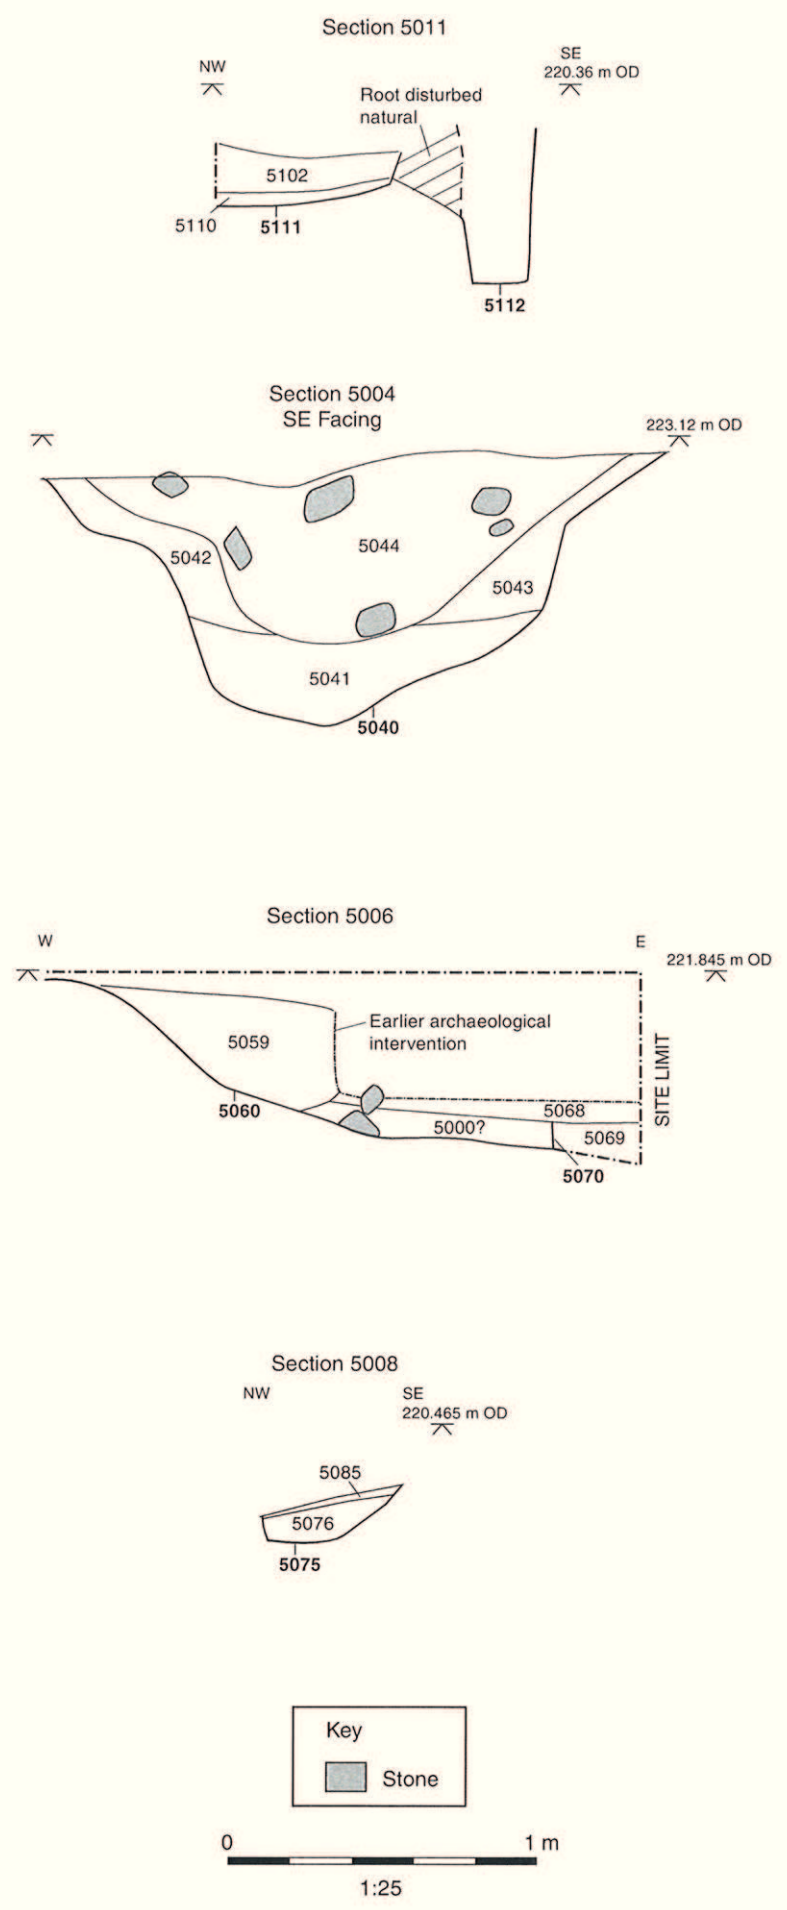 Section 5011
NW
SE
220.36 m OD
Root disturbed
natural
5102
5110
5111
5112
Section 5004
SE Facing
223.12 m OD
5042
5044
5043
5041
5040
Section 5006
W
E
221.845 m OD
Earlier archaeological
intervention
5059
SITE LIMIT
5060
5068
5000?
5069
5070
Section 5008
NW
SE
220.465 m OD
5085
5076
5075
Key
Stone
0
1 m
1:25